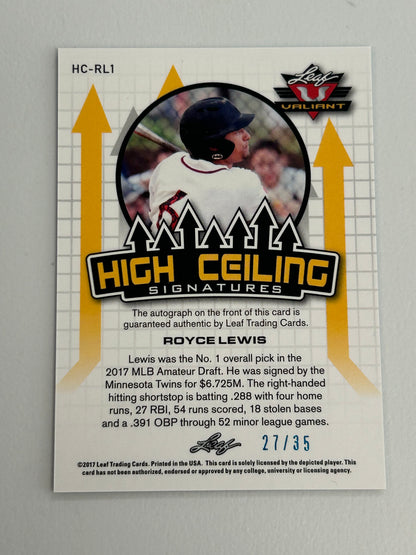 HC-RL1
Leaf
VALIANT
HIGH CEILING
SIGNATURES
The autograph on the front of this card is
guaranteed authentic by Leaf Trading Cards.
ROYCE LEWIS
Lewis was the No. 1 overall pick in the
2017 MLB Amateur Draft. He was signed by the
Minnesota Twins for $6.725M. The right-handed
hitting shortstop is batting .288 with four home
runs, 27 RBI, 54 runs scored, 18 stolen bases
and a .391 OBP through 52 minor league games.
Leaf 27/35
©2017 Leaf Trading Cards. Printed in the USA. This card is solely licensed by the depicted player. This
card has not been authorized, endorsed or approved by any college, university or licensing agency.